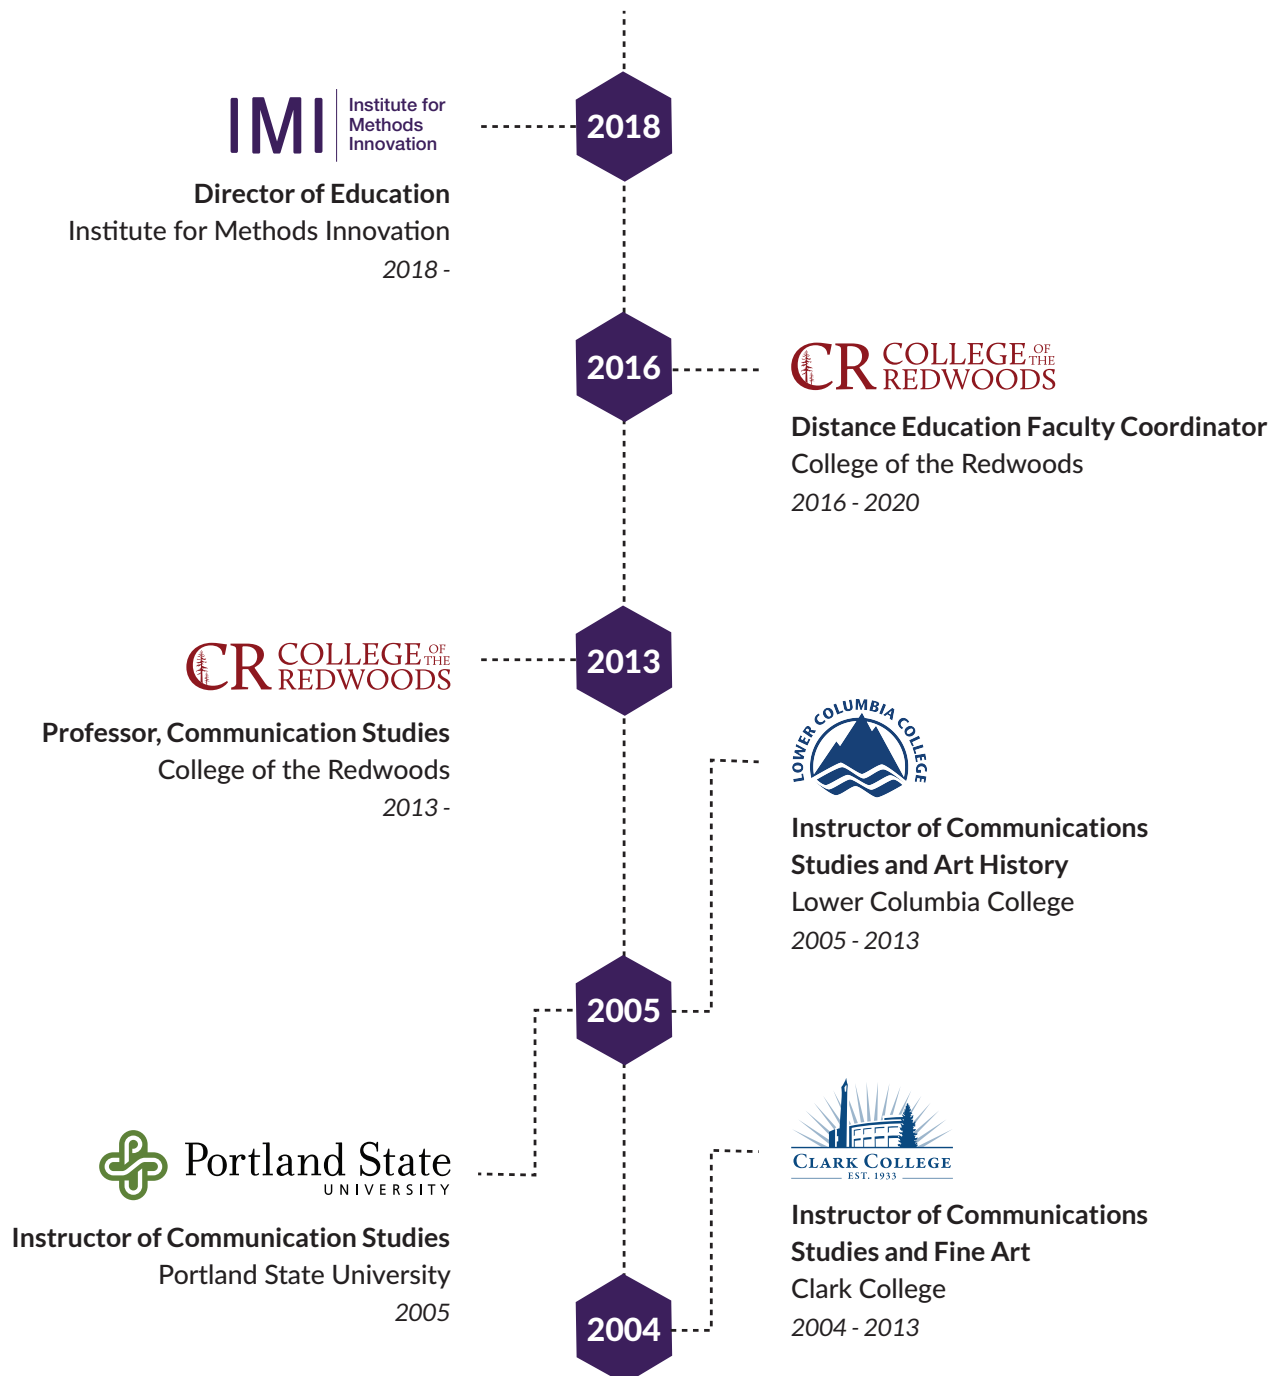 2018
IMI
Institute for
Methods
Innovation
Director of Education
Institute for Methods Innovation
2018 -
2016
CR COLLEGE OF THE
REDWOODS
Distance Education Faculty Coordinator
College of the Redwoods
2016 - 2020
2013
CR COLLEGE OF THE
REDWOODS
Professor, Communication Studies
College of the Redwoods
2013 -
LOWER COLUMBIA COLLEGE
Instructor of Communications
Studies and Art History
Lower Columbia College
2005 - 2013
2005
Portland State
UNIVERSITY
Instructor of Communication Studies
Portland State University
2005
CLARK COLLEGE
EST. 1933
Instructor of Communications
Studies and Fine Art
Clark College
2004 - 2013
2004